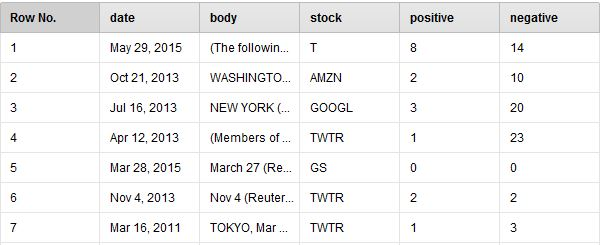 Row No. date body stock positive negative
1 May 29, 2015 (The followin... T 8 14
2 Oct 21, 2013 WASHINGTO... AMZN 2 10
3 Jul 16, 2013 NEW YORK (... GOOGL 3 20
4 Apr 12, 2013 (Members of ... TWTR 1 23
5 Mar 28, 2015 March 27 (Re... GS 0 0
6 Nov 4, 2013 Nov 4 (Reuter... TWTR 2 2
7 Mar 16, 2011 TOKYO, Mar ... TWTR 1 3